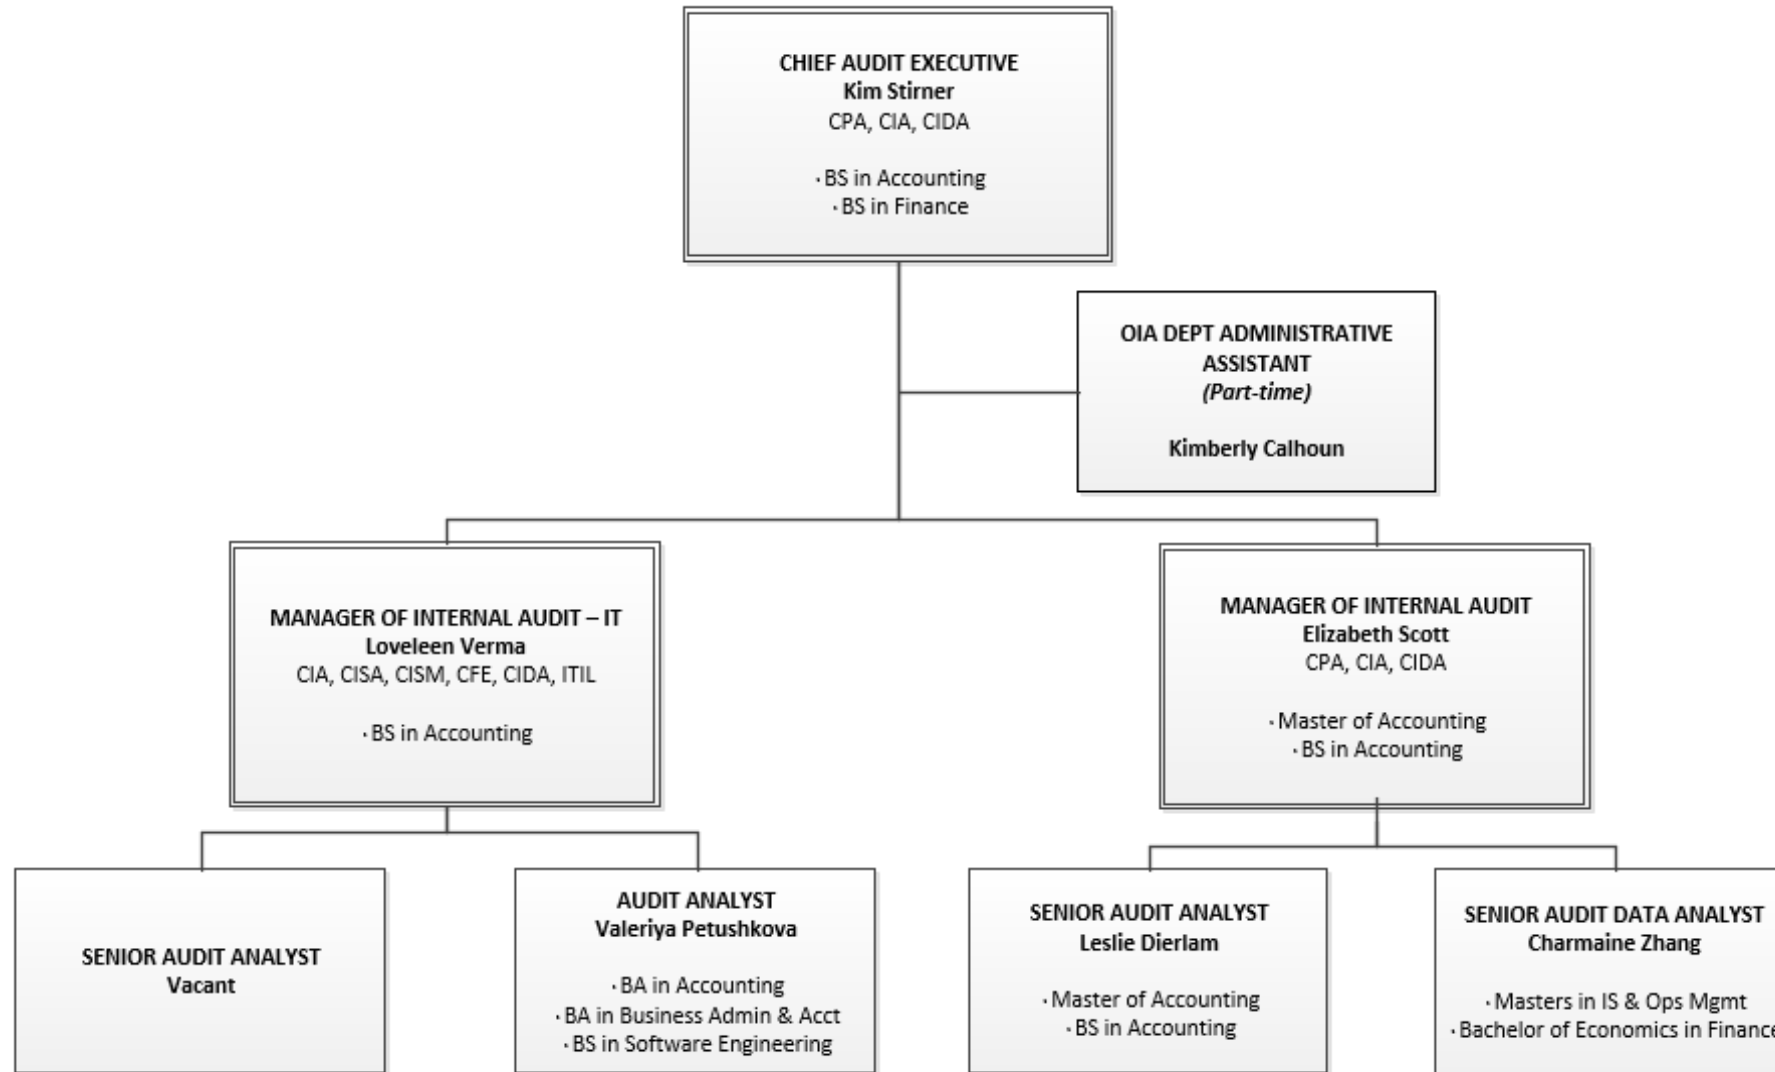 CHIEF AUDIT EXECUTIVE
Kim Stirner
CPA, CIA, CIDA
· BS in Accounting
· BS in Finance
OIA DEPT ADMINISTRATIVE
ASSISTANT
(Part-time)
Kimberly Calhoun
MANAGER OF INTERNAL AUDIT – IT
Loveleen Verma
CIA, CISA, CISM, CFE, CIDA, ITIL
· BS in Accounting
MANAGER OF INTERNAL AUDIT
Elizabeth Scott
CPA, CIA, CIDA
· Master of Accounting
· BS in Accounting
SENIOR AUDIT ANALYST
Vacant
AUDIT ANALYST
Valeriya Petushkova
· BA in Accounting
· BA in Business Admin & Acct
· BS in Software Engineering
SENIOR AUDIT ANALYST
Leslie Dierlam
· Master of Accounting
· BS in Accounting
SENIOR AUDIT DATA ANALYST
Charmaine Zhang
· Masters in IS & Ops Mgmt
· Bachelor of Economics in Finance